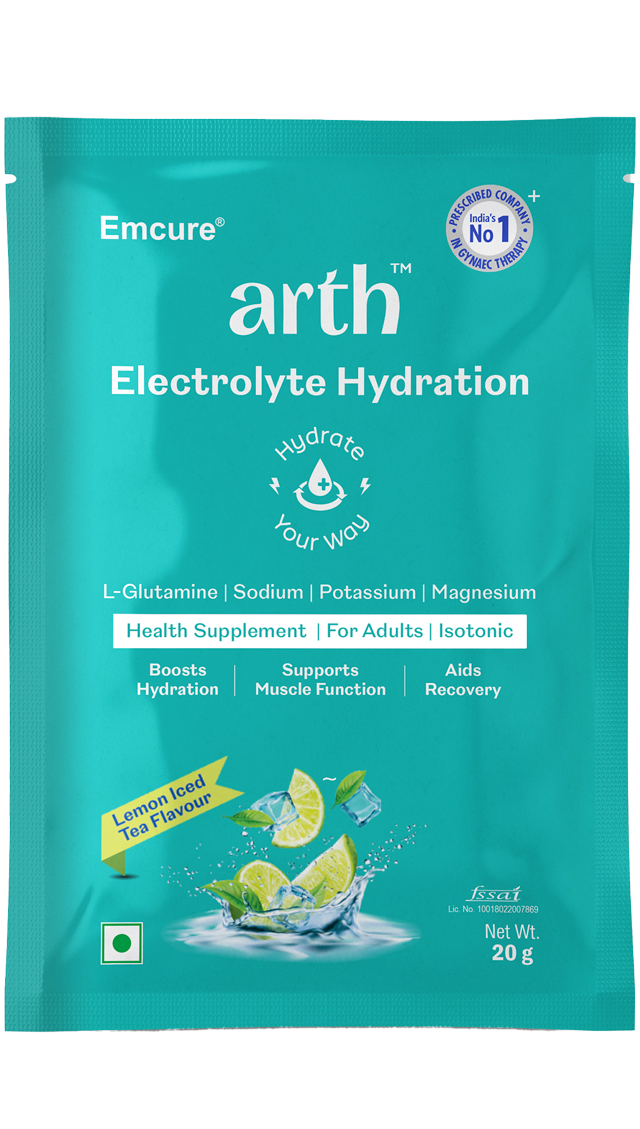 Emcure®
PRESCRIBED COMPANY
India's
No 1
IN GYNAEC THERAPY
+
arth™
Electrolyte Hydration
Hydrate
Your Way
L-Glutamine | Sodium | Potassium | Magnesium
Health Supplement | For Adults | Isotonic
Boosts
Hydration
Supports
Muscle Function
Aids
Recovery
Lemon Iced
Tea Flavour
~
fssai
Lic. No. 10018022007869
Net Wt.
20 g